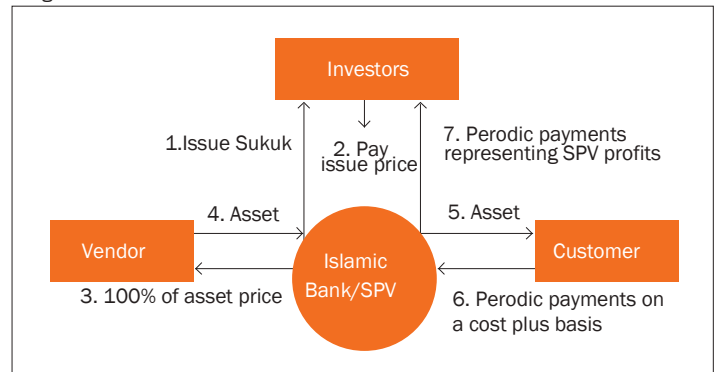 Investors
1.Issue Sukuk
2. Pay
issue price
7. Perodic payments
representing SPV profits
4. Asset
5. Asset
Vendor
Islamic
Bank/SPV
Customer
3. 100% of asset price
6. Perodic payments on
a cost plus basis